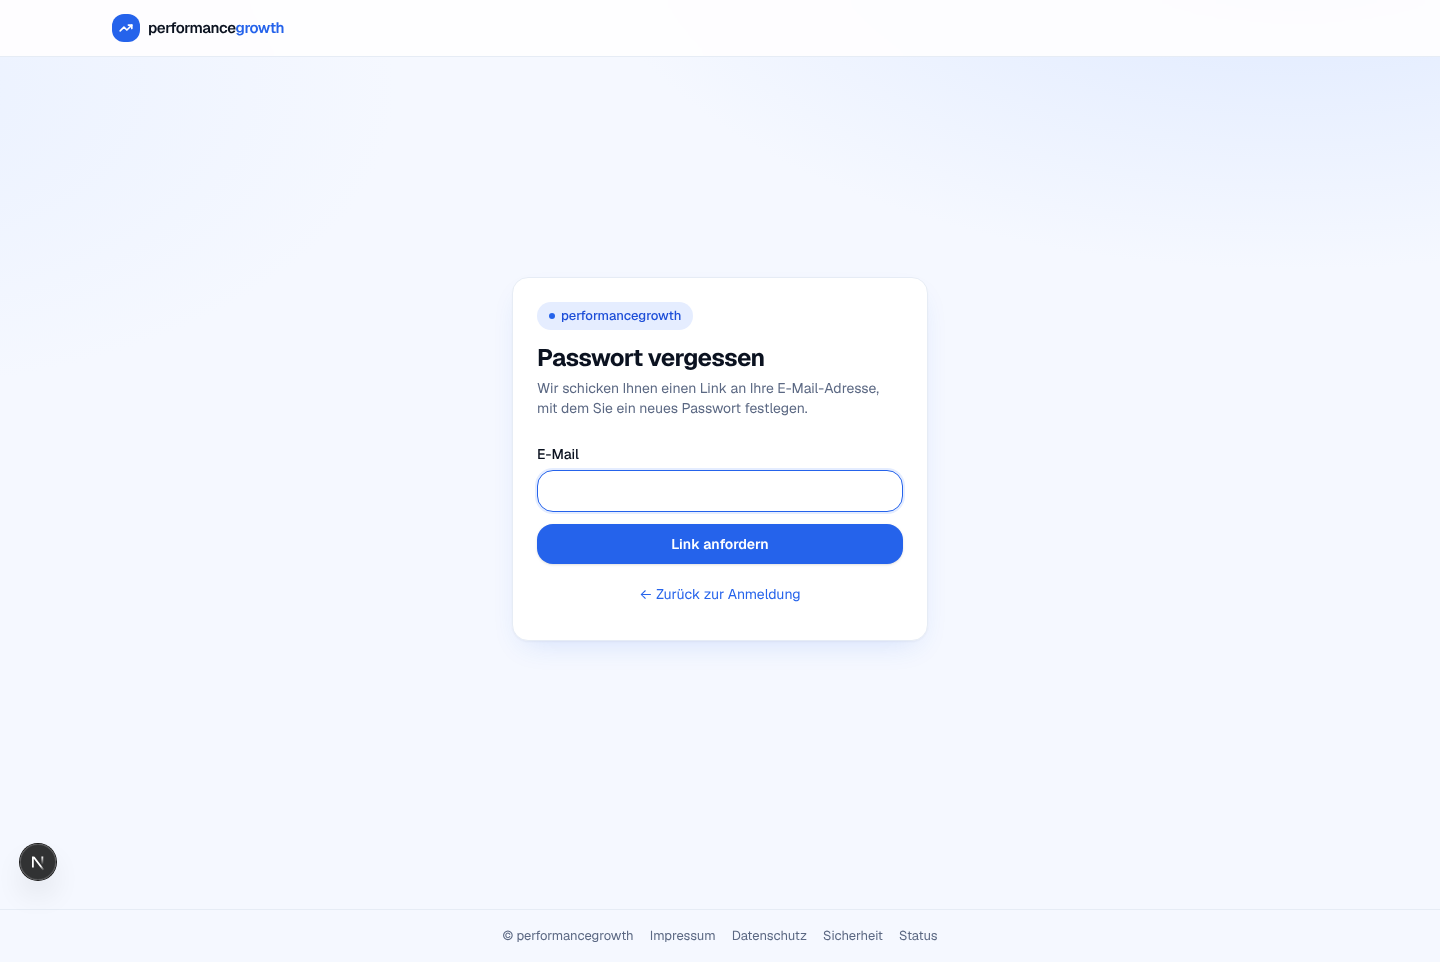 performancegrowth
performancegrowth
Passwort vergessen
Wir schicken Ihnen einen Link an Ihre E-Mail-Adresse,
mit dem Sie ein neues Passwort festlegen.
E-Mail
Link anfordern
← Zurück zur Anmeldung
N
© performancegrowth Impressum Datenschutz Sicherheit Status